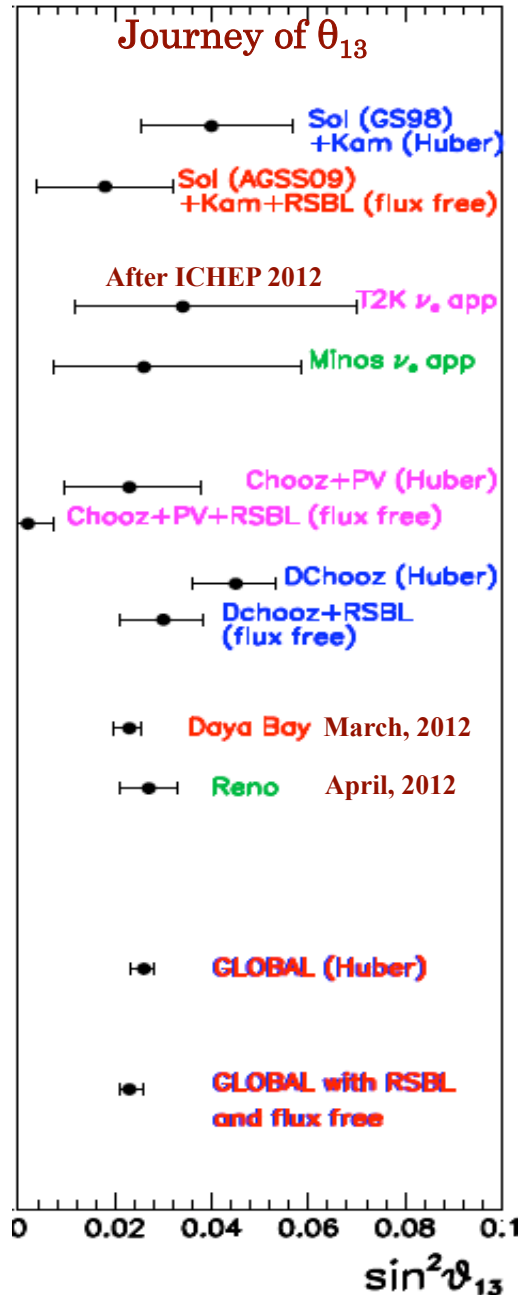 Journey of θ13
Sol (GS98)
+Kam (Huber)
Sol (AGSS09)
+Kam+RSBL (flux free)
After ICHEP 2012
T2K νe app
Minos νe app
Chooz+PV (Huber)
Chooz+PV+RSBL (flux free)
DChooz (Huber)
Dchooz+RSBL
(flux free)
Daya Bay March, 2012
Reno April, 2012
GLOBAL (Huber)
GLOBAL with RSBL
and flux free
0 0.02 0.04 0.06 0.08 0.1
sin²ϑ13